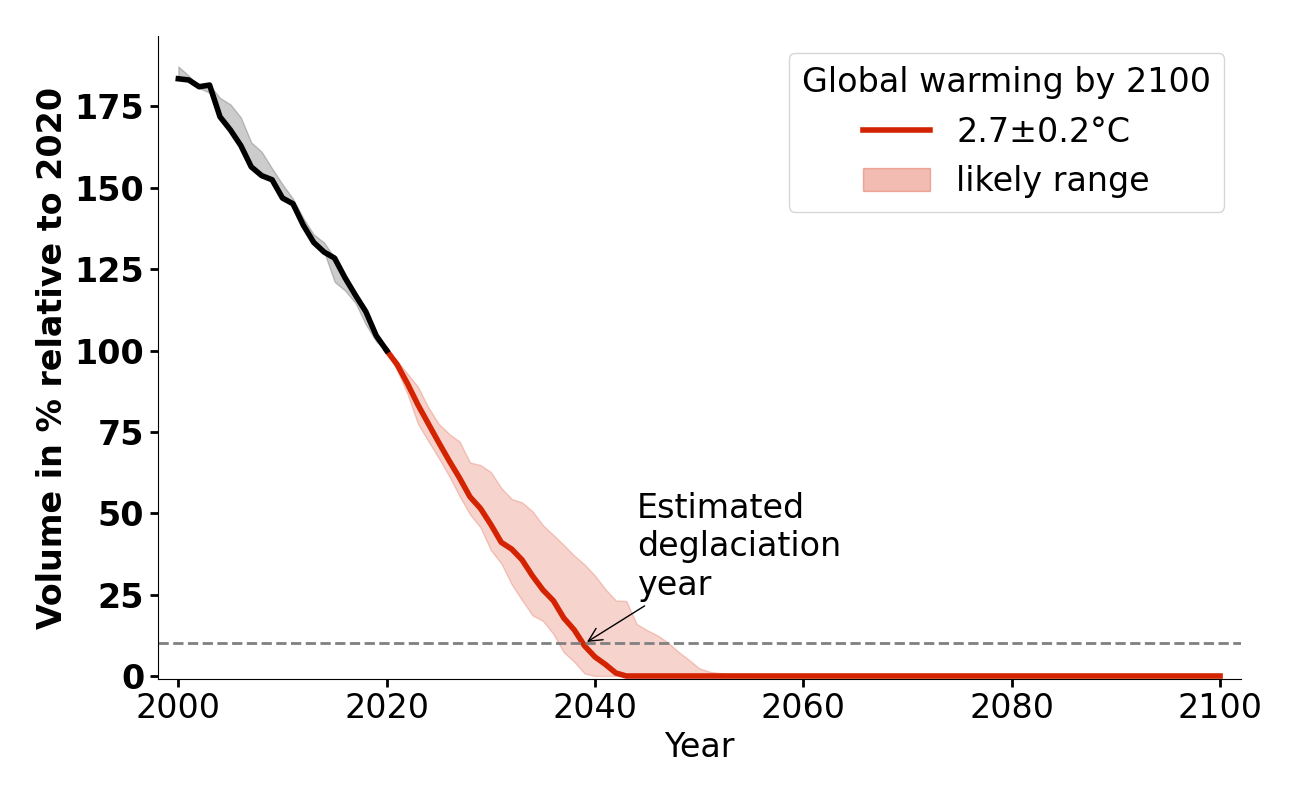 Volume in % relative to 2020
175
150
125
100
75
50
25
0
Global warming by 2100
2.7±0.2°C
likely range
Estimated
deglaciation
year
2000 2020 2040 2060 2080 2100
Year